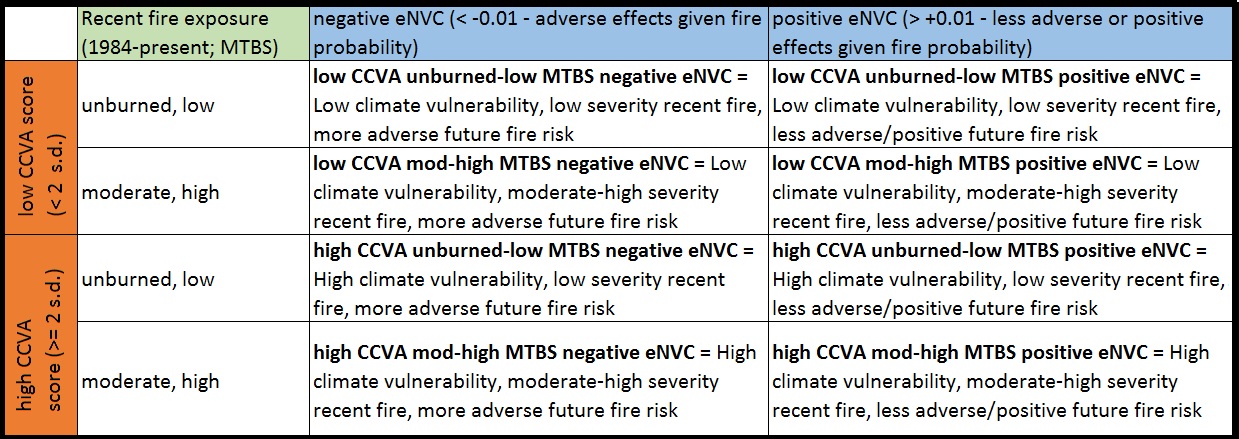 Recent fire exposure
(1984-present; MTBS)
negative eNVC (< -0.01 - adverse effects given fire
probability)
positive eNVC (> +0.01 - less adverse or positive
effects given fire probability)
low CCVA score
(< 2 s.d.)
unburned, low
low CCVA unburned-low MTBS negative eNVC =
Low climate vulnerability, low severity recent fire,
more adverse future fire risk
low CCVA unburned-low MTBS positive eNVC =
Low climate vulnerability, low severity recent fire,
less adverse/positive future fire risk
moderate, high
low CCVA mod-high MTBS negative eNVC = Low
climate vulnerability, moderate-high severity
recent fire, more adverse future fire risk
low CCVA mod-high MTBS positive eNVC = Low
climate vulnerability, moderate-high severity
recent fire, less adverse/positive future fire risk
high CCVA
score (>= 2 s.d.)
unburned, low
high CCVA unburned-low MTBS negative eNVC =
High climate vulnerability, low severity recent
fire, more adverse future fire risk
high CCVA unburned-low MTBS positive eNVC =
High climate vulnerability, low severity recent fire,
less adverse/positive future fire risk
moderate, high
high CCVA mod-high MTBS negative eNVC = High
climate vulnerability, moderate-high severity
recent fire, more adverse future fire risk
high CCVA mod-high MTBS positive eNVC = High
climate vulnerability, moderate-high severity
recent fire, less adverse/positive future fire risk